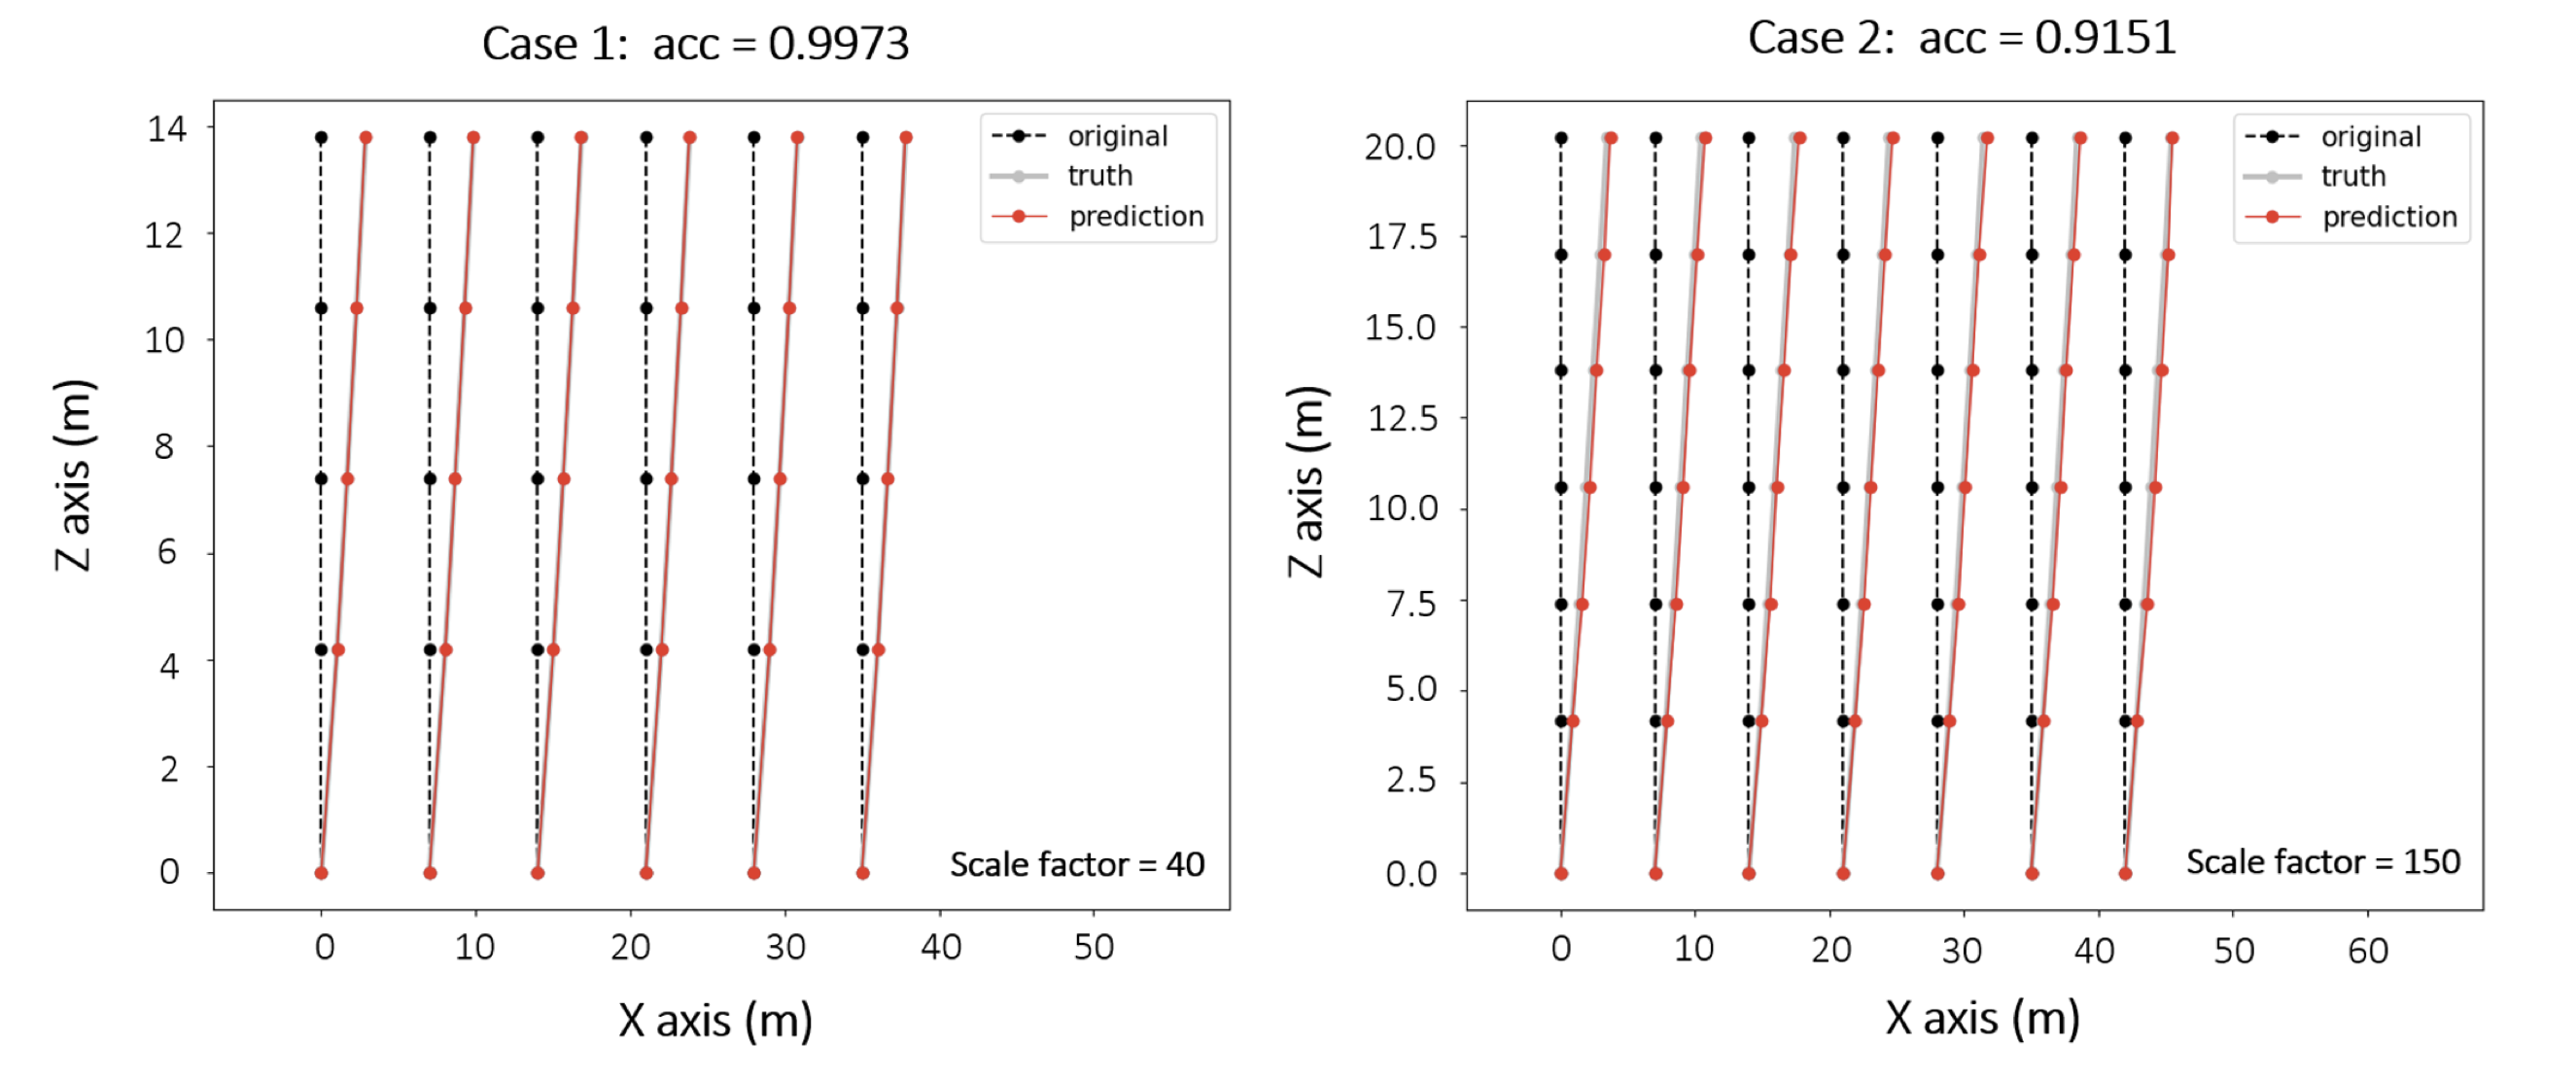 Case 1: acc = 0.9973
original
truth
prediction
14
12
10
8
6
4
2
0
Z axis (m)
Scale factor = 40
0 10 20 30 40 50
X axis (m)
Case 2: acc = 0.9151
original
truth
prediction
20.0
17.5
15.0
12.5
10.0
7.5
5.0
2.5
0.0
Z axis (m)
Scale factor = 150
0 10 20 30 40 50 60
X axis (m)